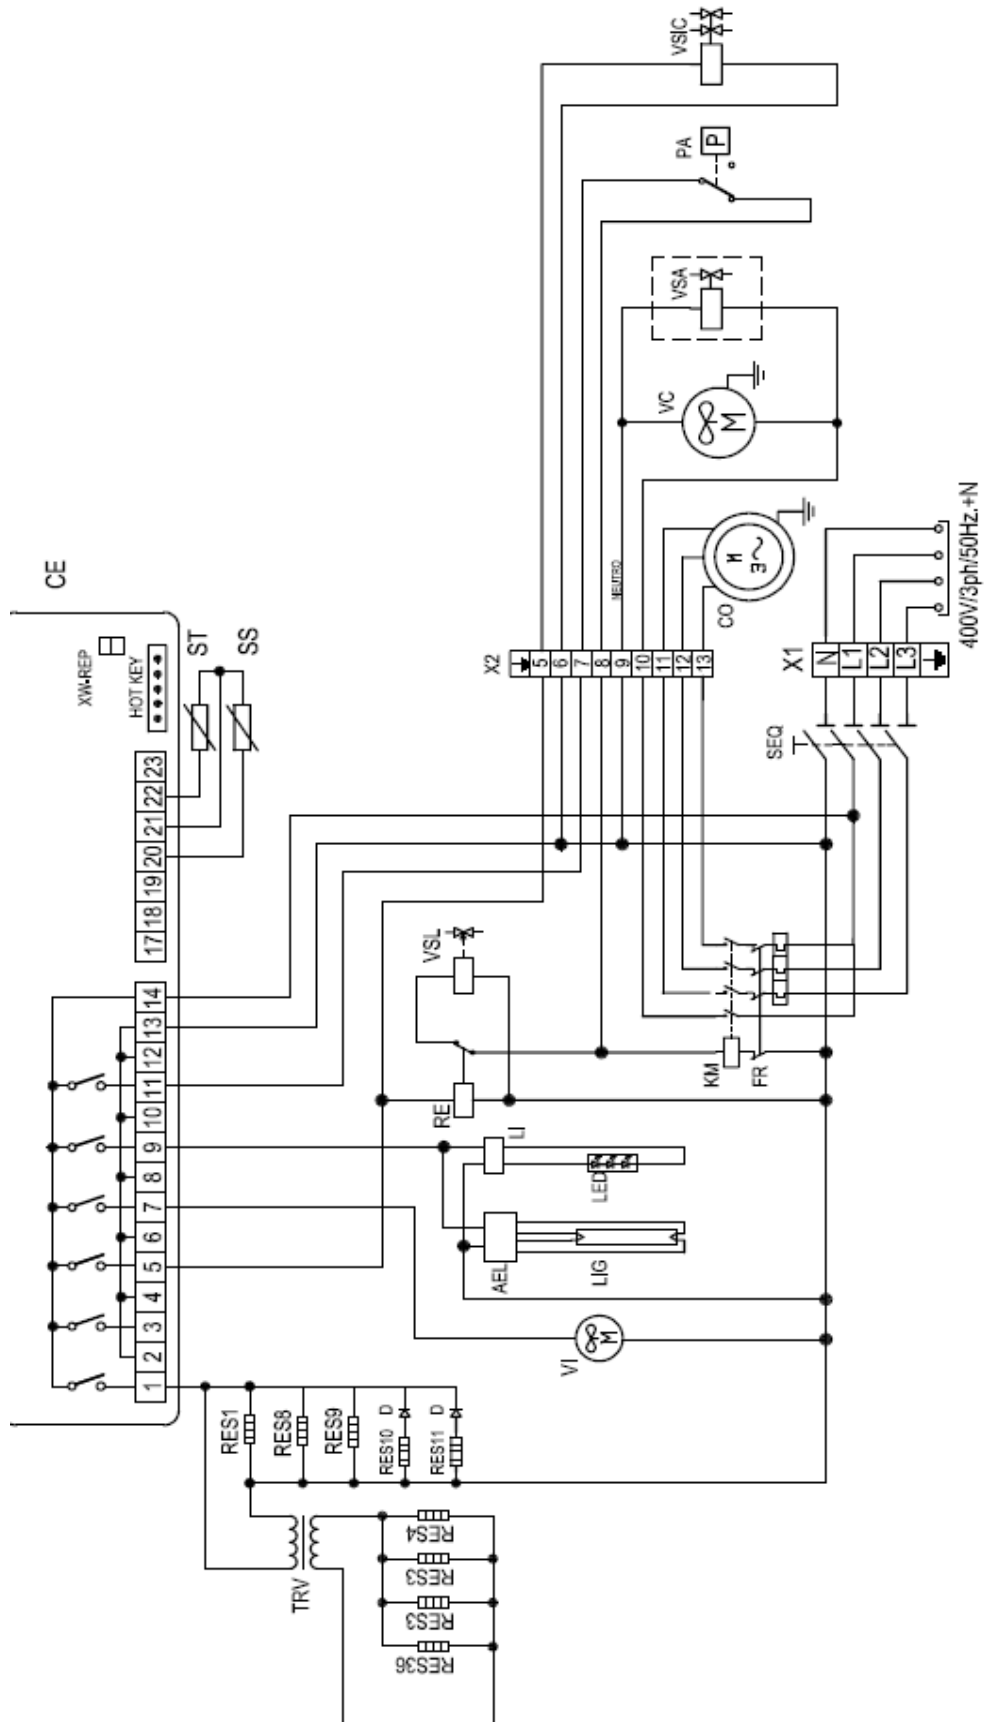 VSIC
PA
P
VSA
VC
M
NEUTRO
CO
M
3
400V/3ph/50Hz.+N
CE
XW-REP
HOT KEY
ST
SS
X2
5
6
7
8
9
10
11
12
13
X1
N
L1
L2
L3
SEQ
23
22
21
20
19
18
17
14
13
12
11
10
9
8
7
6
5
4
3
2
1
VSL
RE
KM
FR
LI
LED
AEL
LIG
VI
M
RES1
RES8
RES9
RES10 D
RES11 D
TRV
RES4
RES3
RES3
RES36